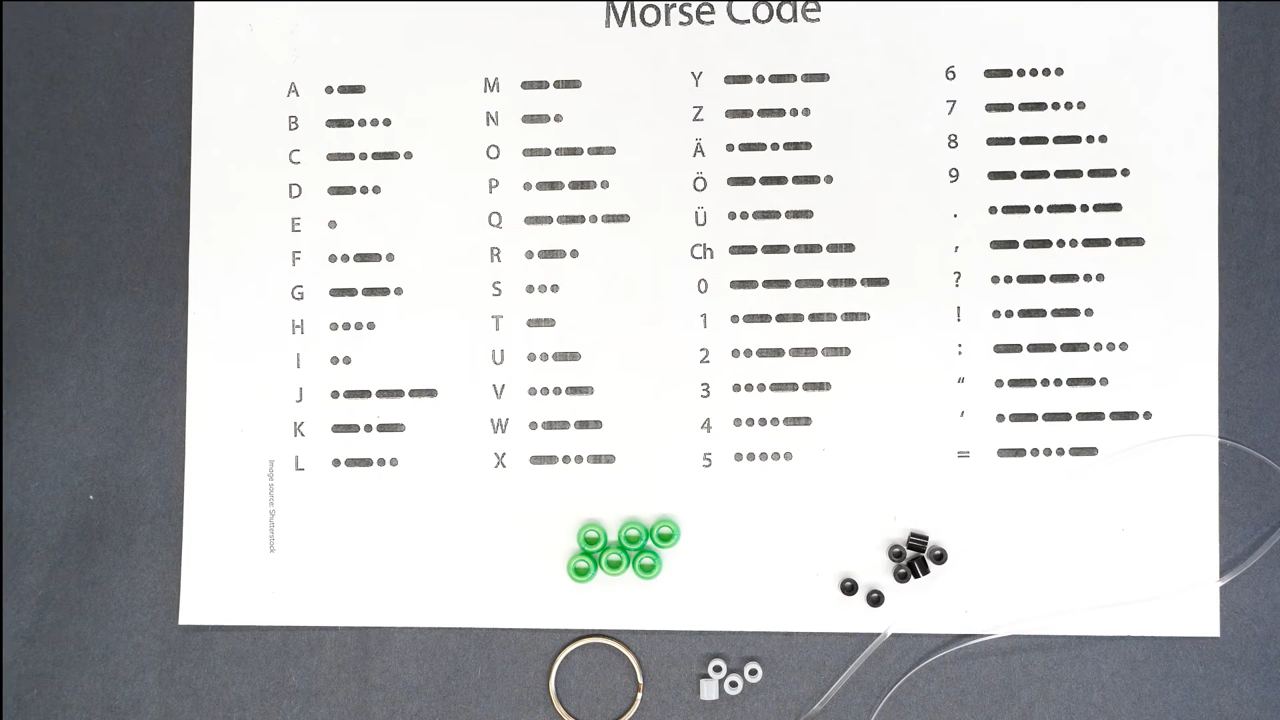 Morse Code
A •– M –– Y –•–– 6 –••••
B –••• N –• Z ––•• 7 ––•••
C –•–• O ––– Ä •–•– 8 –––••
D –•• P •––• Ö –––• 9 ––––•
E • Q ––•– Ü ••–– . •–•–•–
F ••–• R •–• Ch –––– , ––••––
G ––• S ••• 0 ––––– ? ••––••
H •••• T – 1 •–––– ! ••––•
I •• U ••– 2 ••––– : –––•••
J •––– V •••– 3 •••–– “ •–••–•
K –•– W •–– 4 ••••– ‘ •––––•
L •–•• X –••– 5 ••••• = –•••–
Image source: Shutterstock